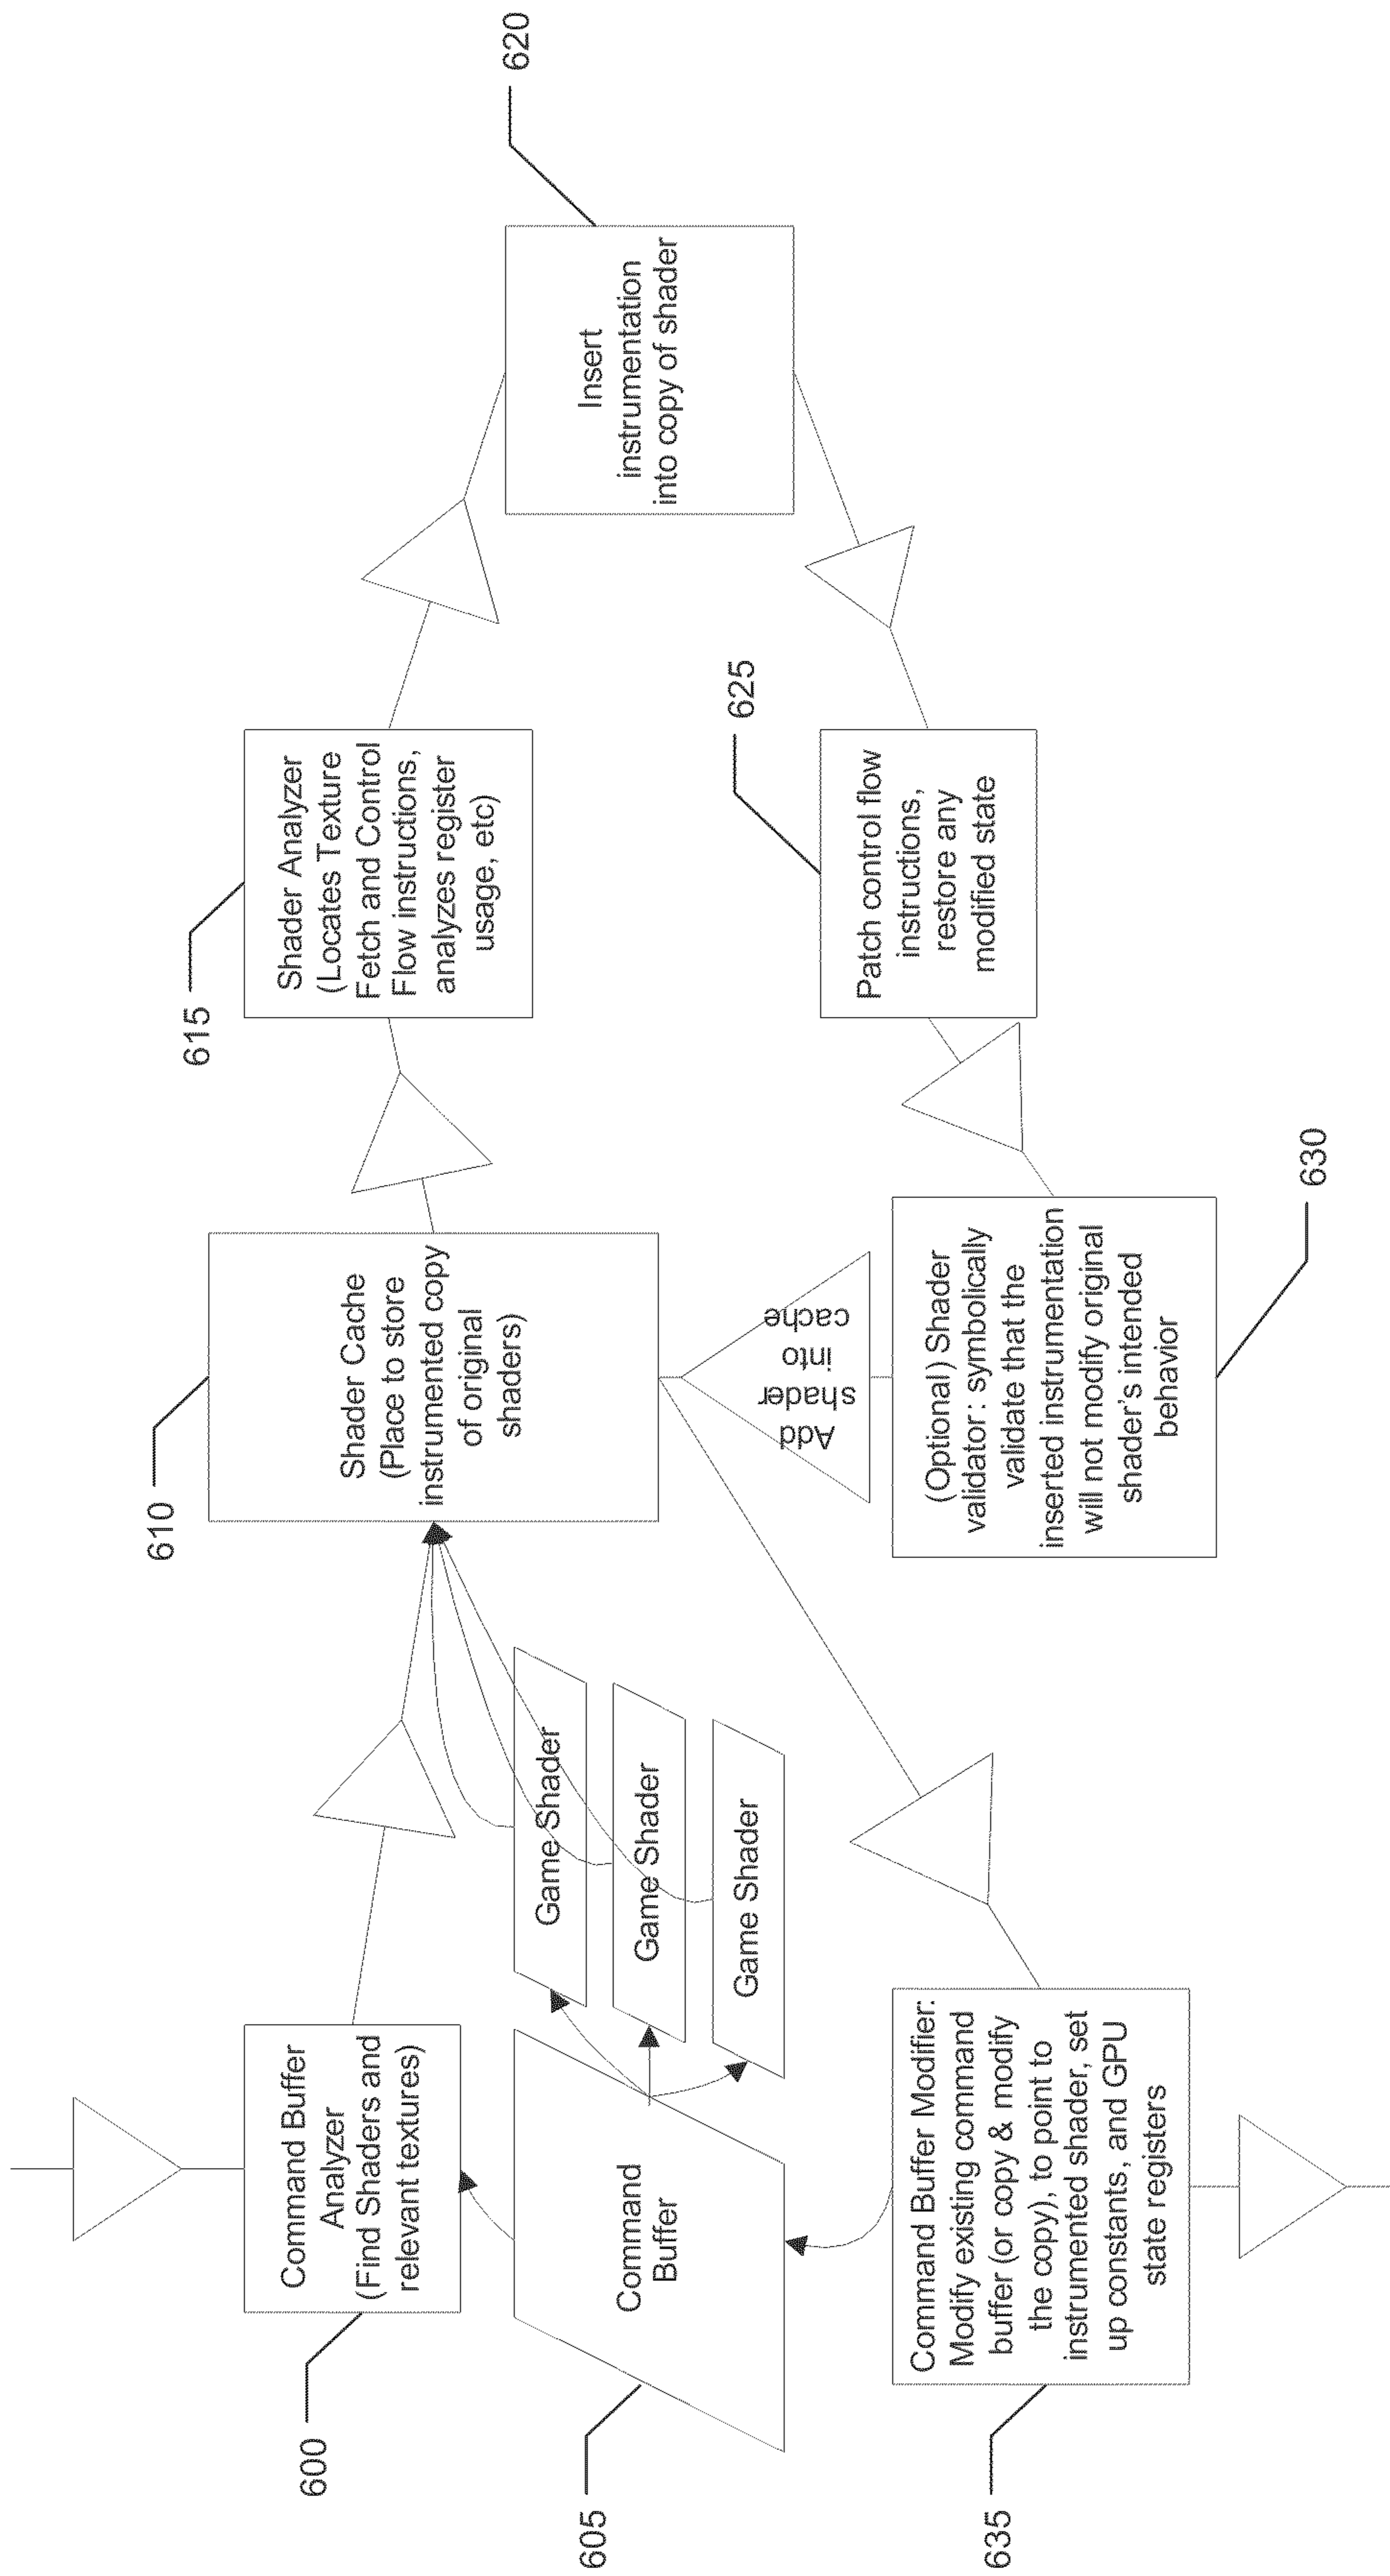 600
Command Buffer
Analyzer
(Find Shaders and
relevant textures)
605
Command
Buffer
Game Shader
Game Shader
Game Shader
610
Shader Cache
(Place to store
instrumented copy
of original
shaders)
615
Shader Analyzer
(Locates Texture
Fetch and Control
Flow instructions,
analyzes register
usage, etc)
620
Insert
instrumentation
into copy of shader
625
Patch control flow
instructions,
restore any
modified state
630
(Optional) Shader
validator: symbolically
validate that the
inserted instrumentation
will not modify original
shader's intended
behavior
Add
shader
into
cache
635
Command Buffer Modifier:
Modify existing command
buffer (or copy & modify
the copy), to point to
instrumented shader, set
up constants, and GPU
state registers